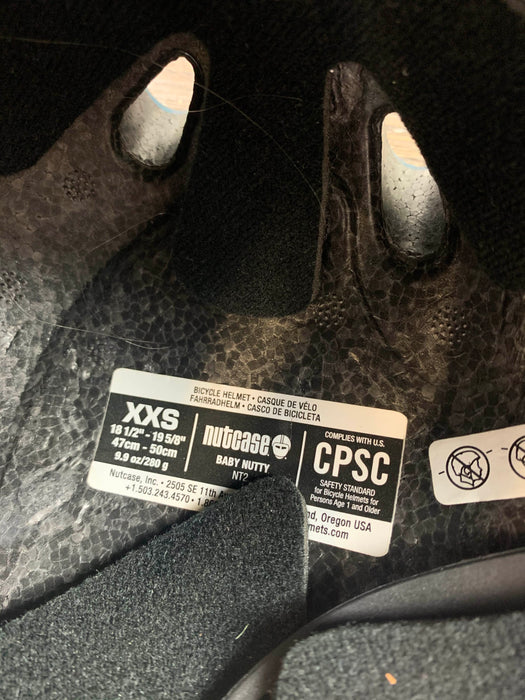 BICYCLE HELMET • CASQUE DE VÉLO
FAHRRADHELM • CASCO DE BICICLETA
XXS
18 1/2" - 19 5/8"
47cm - 50cm
9.9 oz/280 g
nutcase
BABY NUTTY
COMPLIES WITH U.S.
CPSC
SAFETY STANDARD
for Bicycle Helmets for
Persons Age 1 and Older
Nutcase, Inc. • 2505 SE 11th
Oregon USA
+1.503.243.4570 •